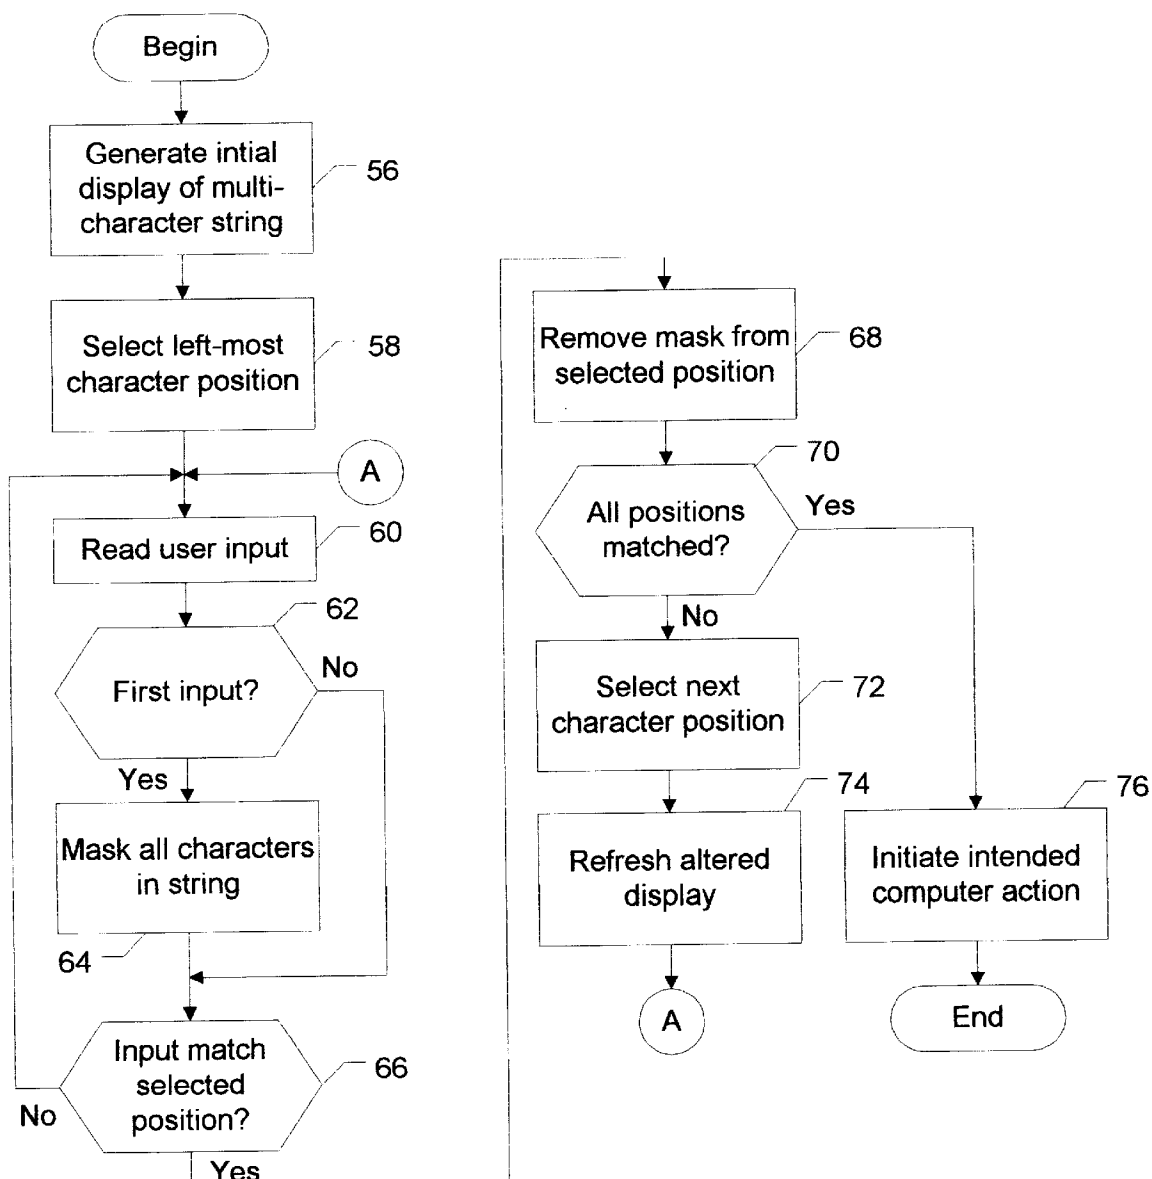 Begin
Generate intial
display of multi-
character string
56
Select left-most
character position
58
A
Read user input
60
62
First input?
No
Yes
Mask all characters
in string
64
Input match
selected
position?
66
No
Yes
Remove mask from
selected position
68
70
All positions
matched?
Yes
No
Select next
character position
72
74
Refresh altered
display
A
76
Initiate intended
computer action
End